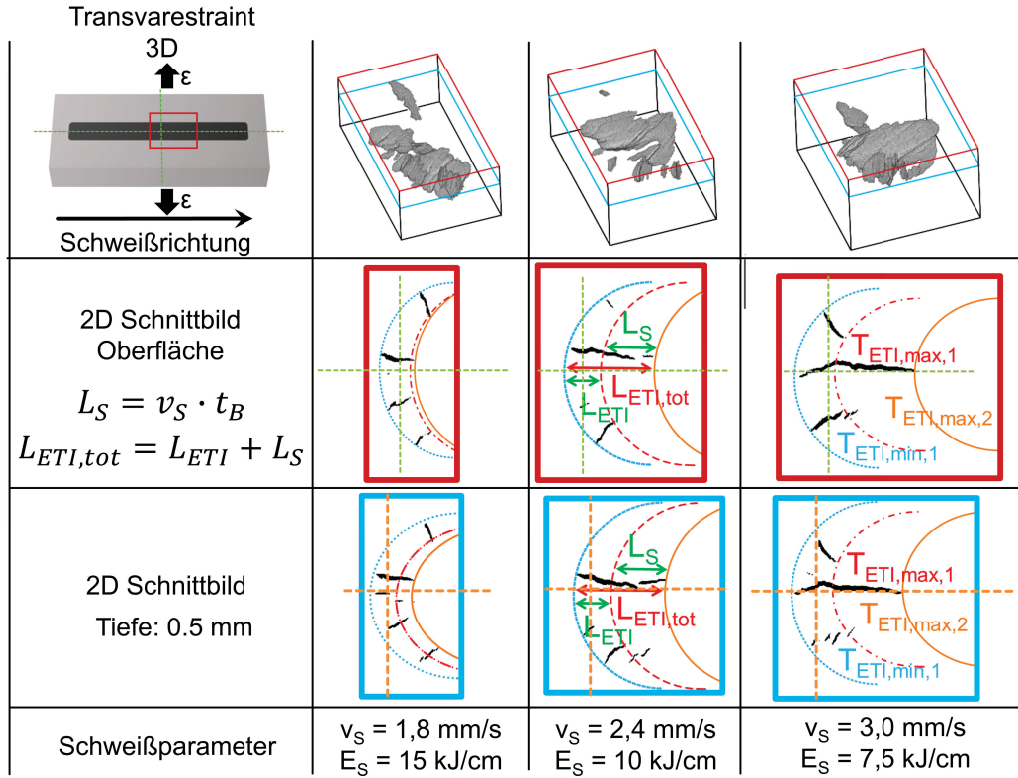 Transvarestraint
3D
ε
ε
Schweißrichtung
2D Schnittbild
Oberfläche
L_S = v_S · t_B
L_ETI,tot = L_ETI + L_S
L_S
L_ETI,tot
L_ETI
T_ETI,max,1
T_ETI,max,2
T_ETI,min,1
2D Schnittbild
Tiefe: 0.5 mm
L_S
L_ETI,tot
L_ETI
T_ETI,max,1
T_ETI,max,2
T_ETI,min,1
Schweißparameter
v_S = 1,8 mm/s
E_S = 15 kJ/cm
v_S = 2,4 mm/s
E_S = 10 kJ/cm
v_S = 3,0 mm/s
E_S = 7,5 kJ/cm